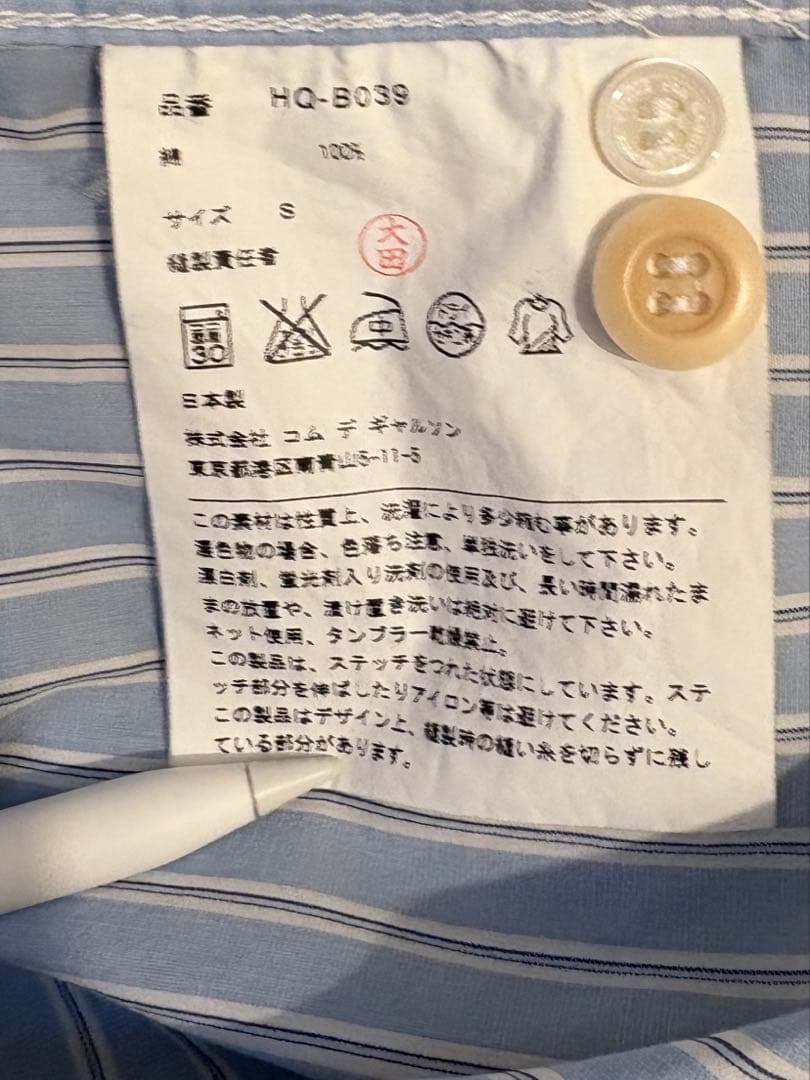 品番 HQ-B039
綿 100%
サイズ S
縫製責任者
大田
30
日本製
株式会社 コム デ ギャルソン
東京都港区南青山5-11-5
この素材は性質上、洗濯により多少縮む事があります。
濃色物の場合、色落ち注意、単独洗いをして下さい。
漂白剤、蛍光剤入り洗剤の使用及び、長い時間濡れたま
まの放置や、漬け置き洗いは絶対に避けて下さい。
ネット使用、タンブラー乾燥禁止。
この製品は、ステッチをつれた状態にしています。ステ
ッチ部分を伸ばしたりアイロン等は避けてください。
この製品はデザイン上、縫製時の縫い糸を切らずに残し
ている部分があります。